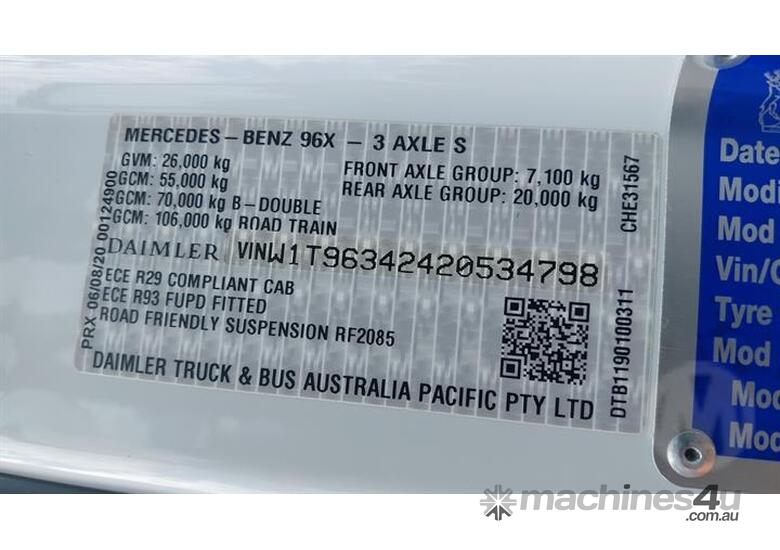 MERCEDES – BENZ 96X – 3 AXLE S
GVM: 26,000 kg
GCM: 55,000 kg
GCM: 70,000 kg B – DOUBLE
GCM: 106,000 kg ROAD TRAIN
FRONT AXLE GROUP: 7,100 kg
REAR AXLE GROUP: 20,000 kg
DAIMLER VINW1T96342420534798
ECE R29 COMPLIANT CAB
ECE R93 FUPD FITTED
ROAD FRIENDLY SUSPENSION RF2085
DAIMLER TRUCK & BUS AUSTRALIA PACIFIC PTY LTD
PRX 06/08/20 00124900
CHE31567
DTB1190100311
Date
Modi
Mod
Vin/C
Tyre
Mod
Mod
Mod
machines4u
.com.au